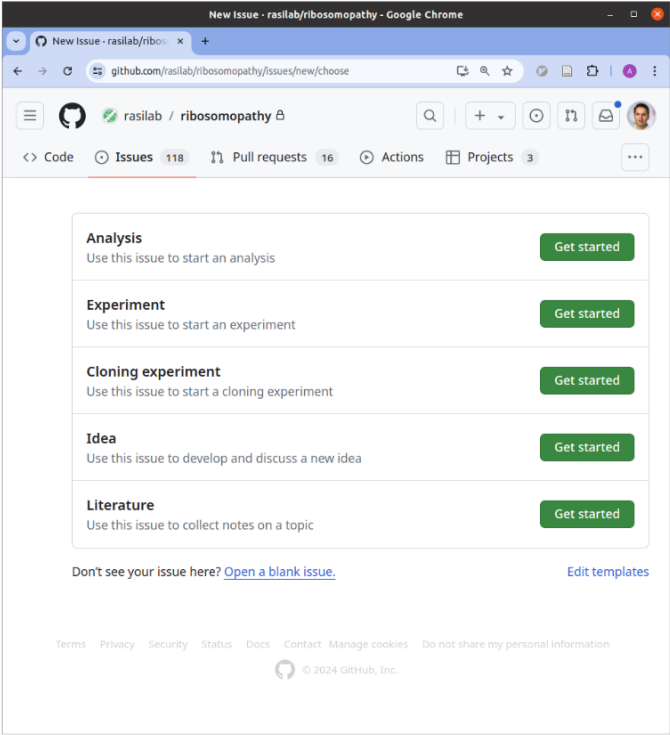 New Issue · rasilab/ribosomopathy - Google Chrome
New Issue · rasilab/ribos
github.com/rasilab/ribosomopathy/issues/new/choose
A
rasilab / ribosomopathy
Code Issues 118 Pull requests 16 Actions Projects 3
Analysis
Use this issue to start an analysis
Get started
Experiment
Use this issue to start an experiment
Get started
Cloning experiment
Use this issue to start a cloning experiment
Get started
Idea
Use this issue to develop and discuss a new idea
Get started
Literature
Use this issue to collect notes on a topic
Get started
Don't see your issue here? Open a blank issue. Edit templates
Terms Privacy Security Status Docs Contact Manage cookies Do not share my personal information
© 2024 GitHub, Inc.